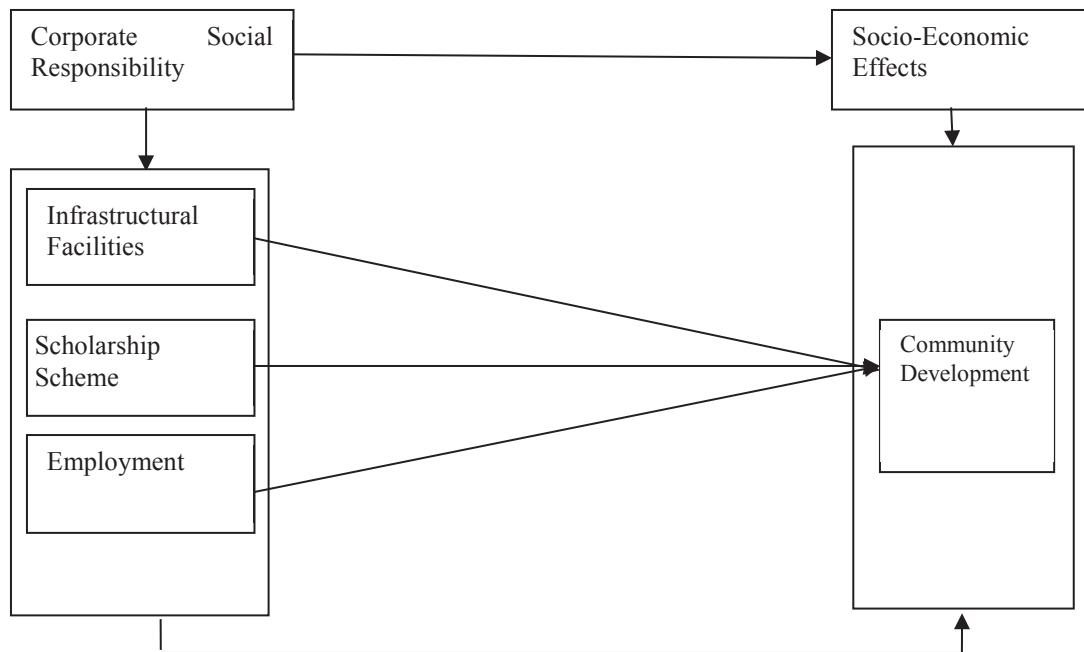 Corporate Social
Responsibility
Socio-Economic
Effects
Infrastructural
Facilities
Scholarship
Scheme
Employment
Community
Development